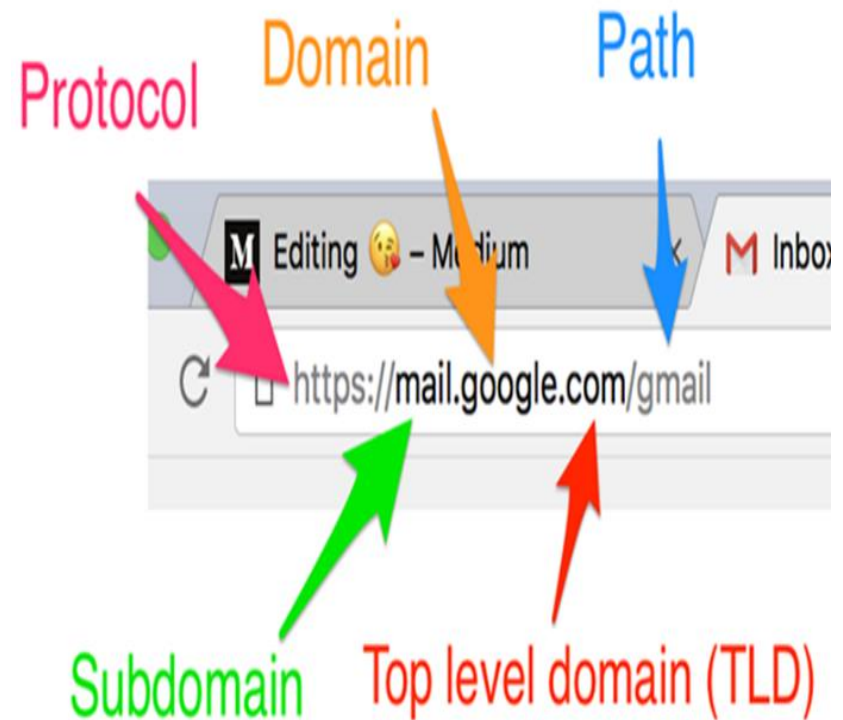 Protocol
Domain
Path
M Editing 😘 – Medium
M Inbox
https://mail.google.com/gmail
Subdomain
Top level domain (TLD)